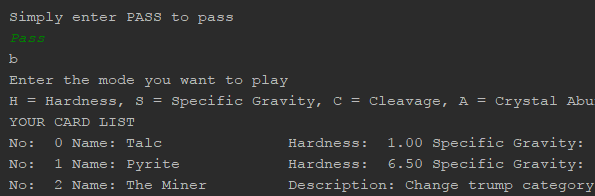 Simply enter PASS to pass
Pass
b
Enter the mode you want to play
H = Hardness, S = Specific Gravity, C = Cleavage, A = Crystal Abu
YOUR CARD LIST
No:  0 Name: Talc             Hardness:  1.00 Specific Gravity:
No:  1 Name: Pyrite           Hardness:  6.50 Specific Gravity:
No:  2 Name: The Miner        Description: Change trump category